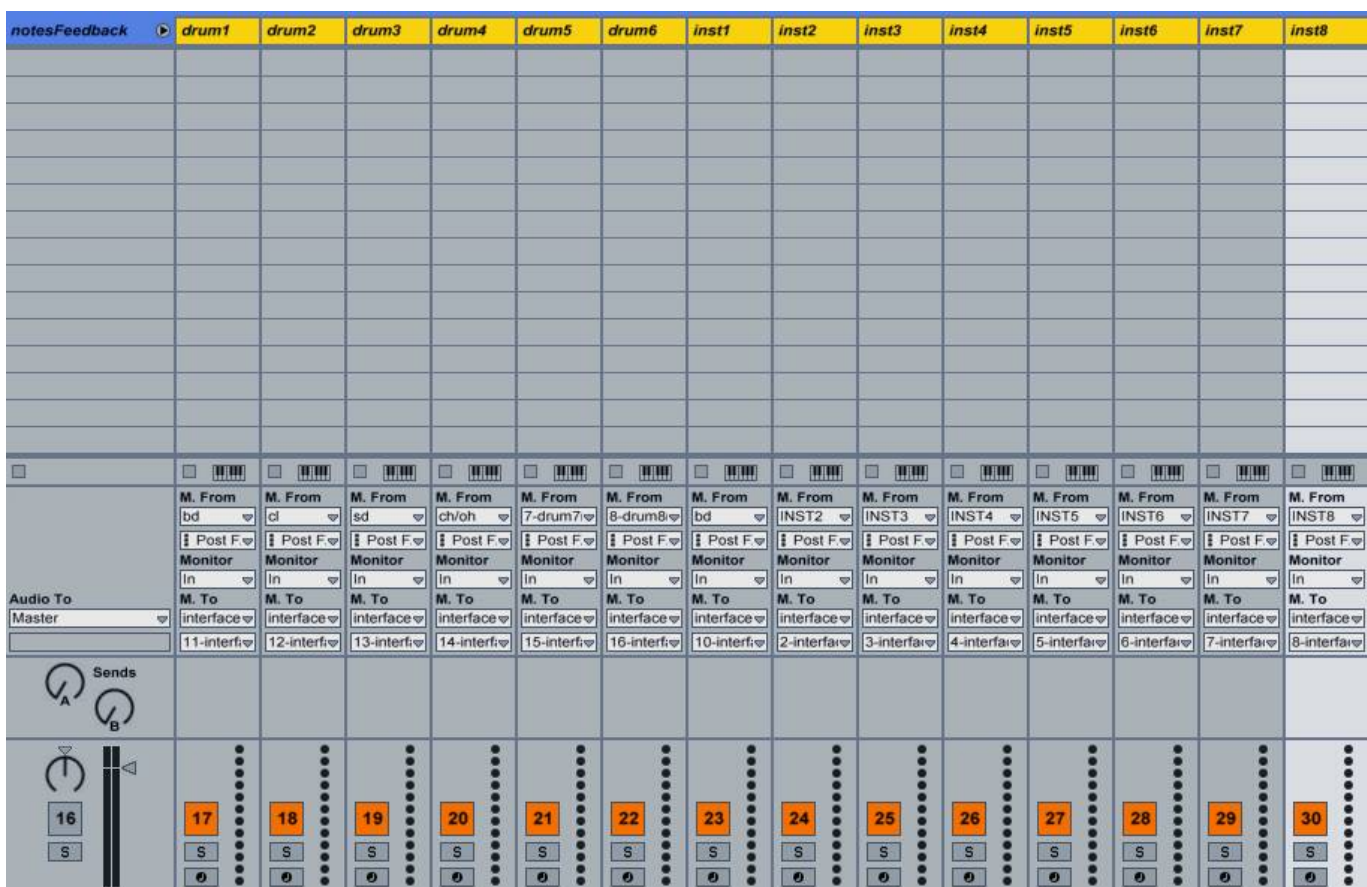 notesFeedback drum1 drum2 drum3 drum4 drum5 drum6 inst1 inst2 inst3 inst4 inst5 inst6 inst7 inst8
M. From M. From M. From M. From M. From M. From M. From M. From M. From M. From M. From M. From M. From M. From
bd cl sd ch/oh 7-drum7 8-drum8 bd INST2 INST3 INST4 INST5 INST6 INST7 INST8
Post F. Post F. Post F. Post F. Post F. Post F. Post F. Post F. Post F. Post F. Post F. Post F. Post F. Post F.
Monitor Monitor Monitor Monitor Monitor Monitor Monitor Monitor Monitor Monitor Monitor Monitor Monitor Monitor
In In In In In In In In In In In In In In
Audio To M. To M. To M. To M. To M. To M. To M. To M. To M. To M. To M. To M. To M. To M. To
Master interface interface interface interface interface interface interface interface interface interface interface interface interface interface
11-interf 12-interf 13-interf 14-interf 15-interf 16-interf 10-interf 2-interfa 3-interfa 4-interfa 5-interfa 6-interfa 7-interfa 8-interfa
Sends
A
B
16 17 18 19 20 21 22 23 24 25 26 27 28 29 30
S S S S S S S S S S S S S S S